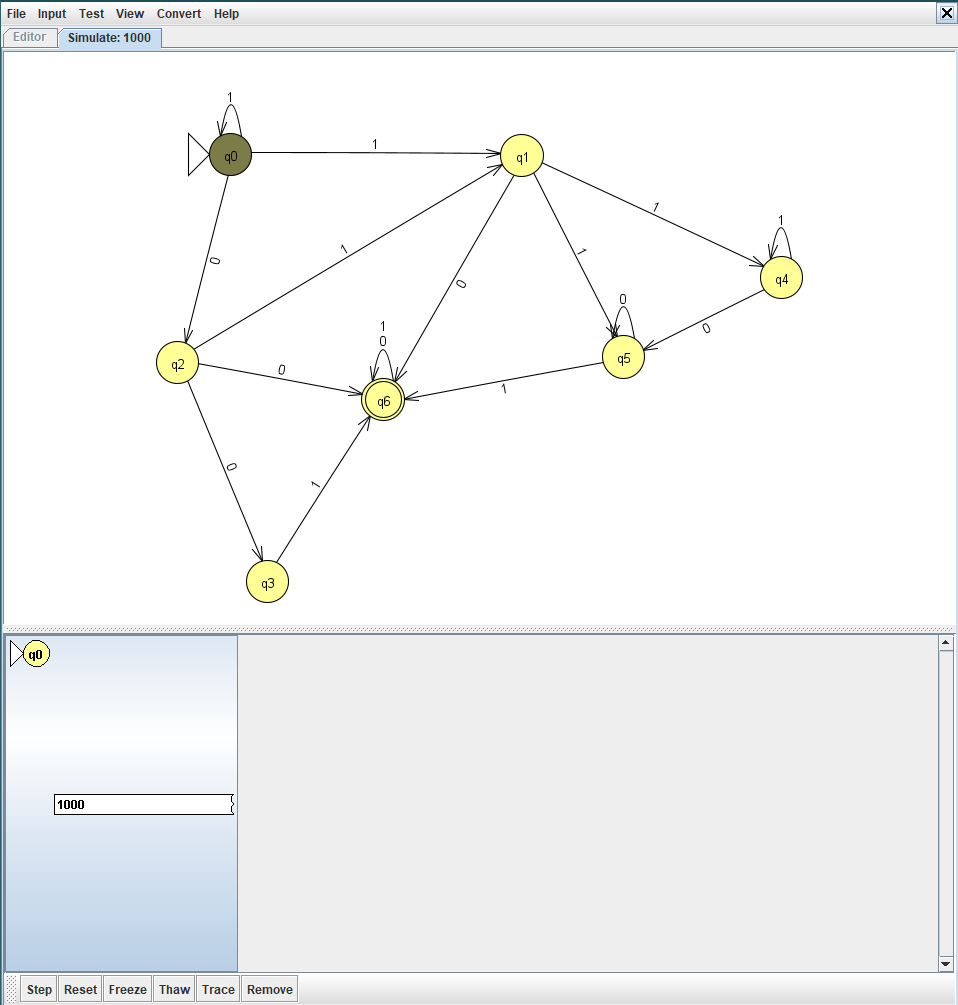 File Input Test View Convert Help
Editor Simulate: 1000
1
q0 1 q1
1
1
0 1 1 q4
0
0
1
0
0
q2 0 q5
0
q6 1
0 1
q3
q0
1000
Step Reset Freeze Thaw Trace Remove